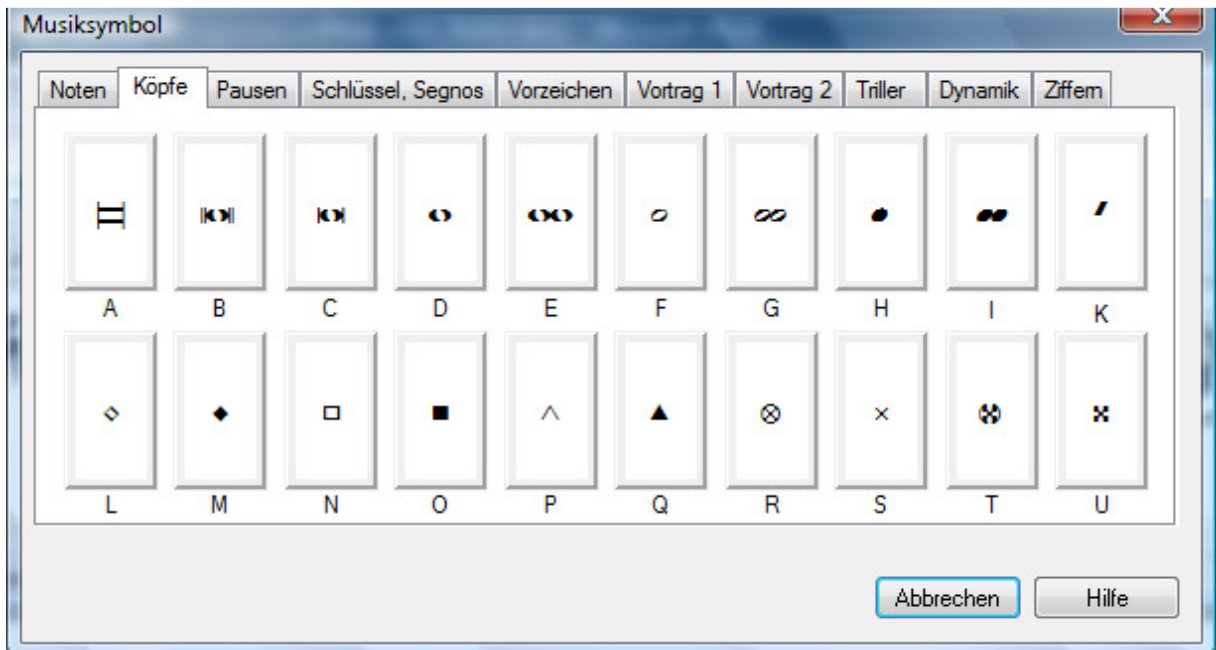 Musiksymbol
Noten Köpfe Pausen Schlüssel, Segnos Vorzeichen Vortrag 1 Vortrag 2 Triller Dynamik Ziffern
A B C D E F G H I K
L M N O P Q R S T U
Abbrechen Hilfe